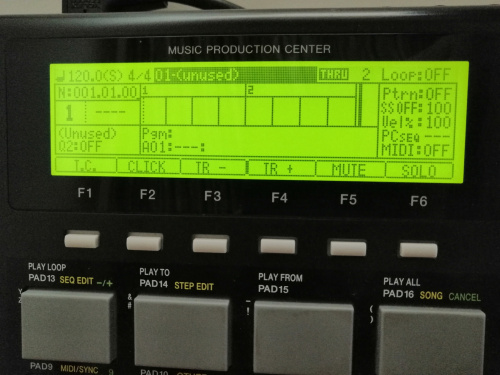 MUSIC PRODUCTION CENTER
♩120.0(S) 4/4 01-(unused) THRU 2 Loop:OFF
N:001.01.00 1 2 Ptrn:OFF
1 ---- SSOFF:100
Vel%:100
(Unused) Pgm: PCSEQ ---
02:OFF A01:---: MIDI:OFF
T.C. CLICK TR - TR + MUTE SOLO
F1 F2 F3 F4 F5 F6
PLAY LOOP PLAY TO PLAY FROM PLAY ALL
PAD13 SEQ EDIT -/+ PAD14 STEP EDIT PAD15 PAD16 SONG CANCEL
PAD9 MIDI/SYNC 9 PAD10